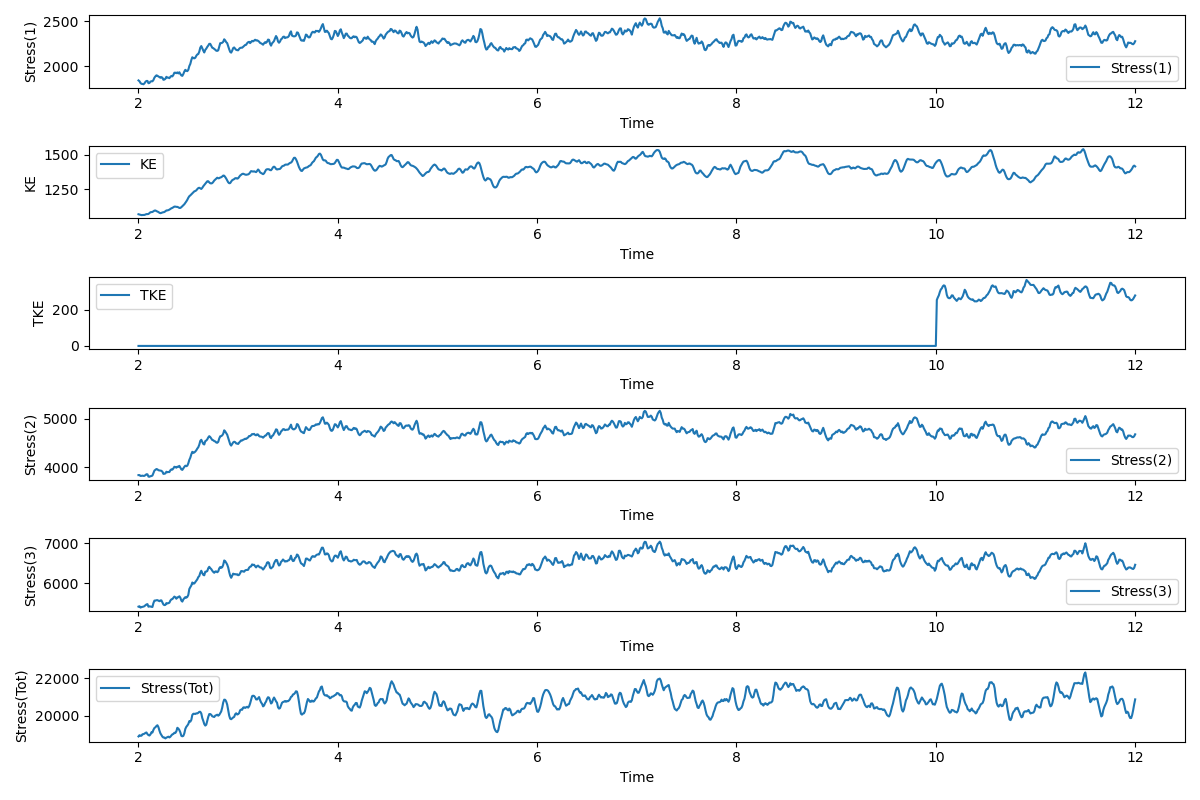 Stress(1)
2500
2000
Stress(1)
2 4 6 8 10 12
Time
KE
1500
1250
KE
2 4 6 8 10 12
Time
TKE
200
0
TKE
2 4 6 8 10 12
Time
Stress(2)
5000
4000
Stress(2)
2 4 6 8 10 12
Time
Stress(3)
7000
6000
Stress(3)
2 4 6 8 10 12
Time
Stress(Tot)
22000
20000
Stress(Tot)
2 4 6 8 10 12
Time